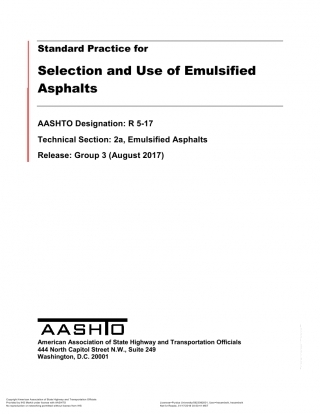 Standard Practice for
Selection and Use of Emulsified
Asphalts
AASHTO Designation: R 5-17
Technical Section: 2a, Emulsified Asphalts
Release: Group 3 (August 2017)
AASHTO
American Association of State Highway and Transportation Officials
444 North Capitol Street N.W., Suite 249
Washington, D.C. 20001